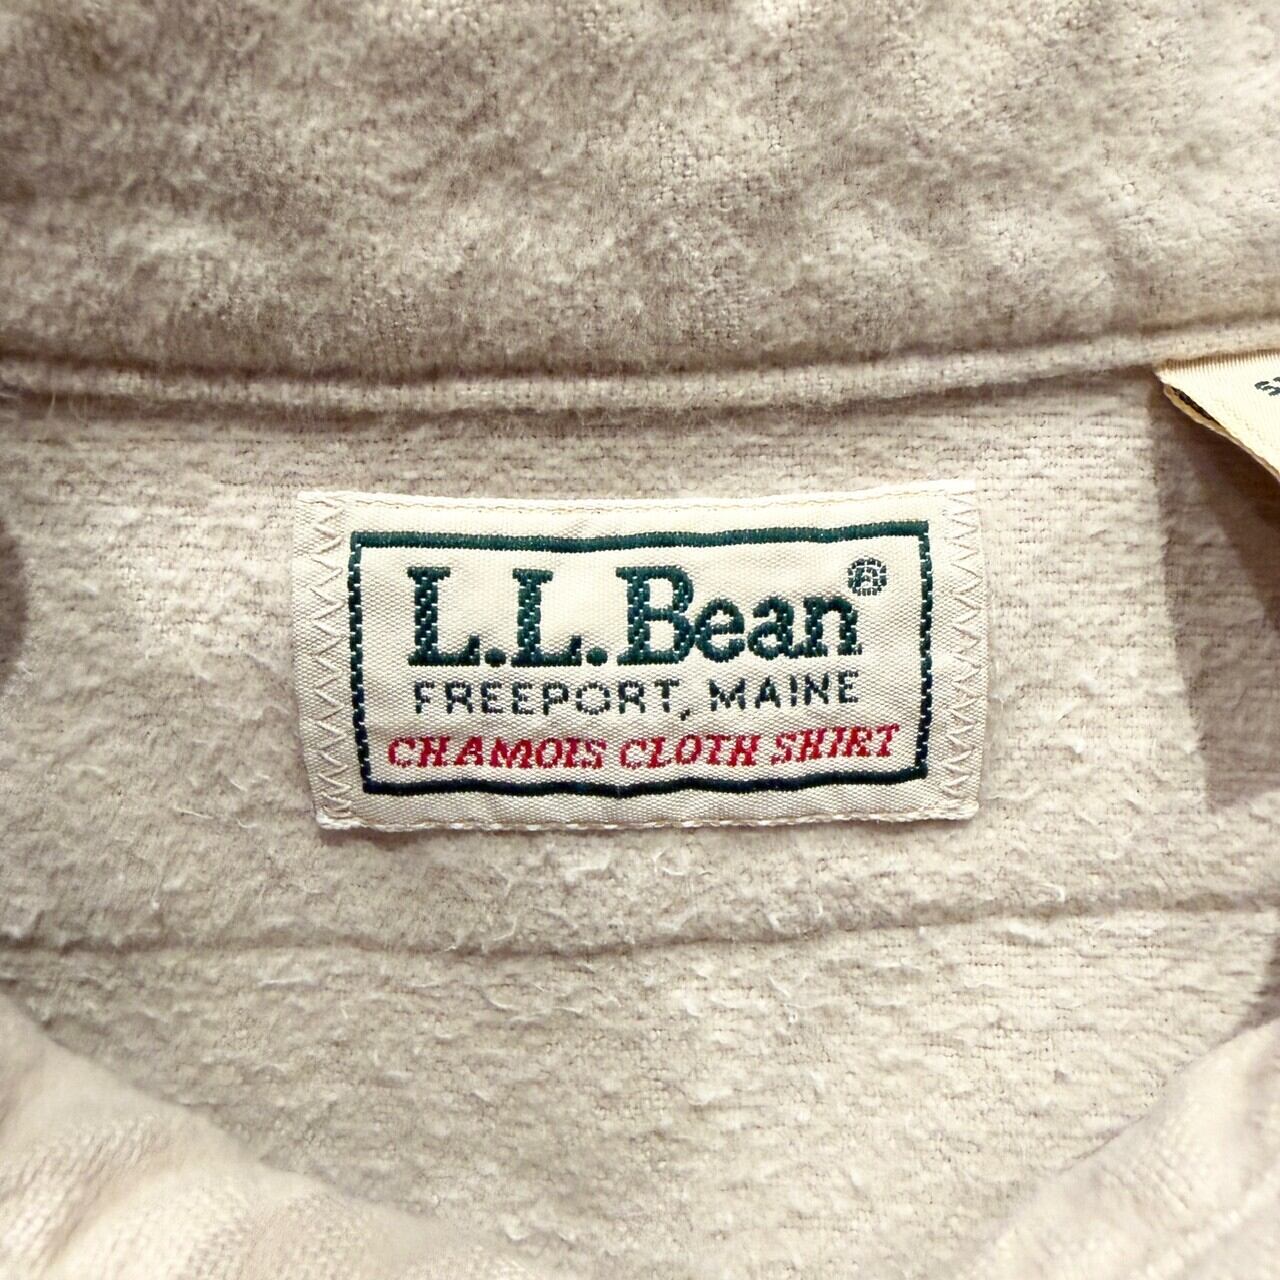 L.L.Bean®
FREEPORT, MAINE
CHAMOIS CLOTH SHIRT